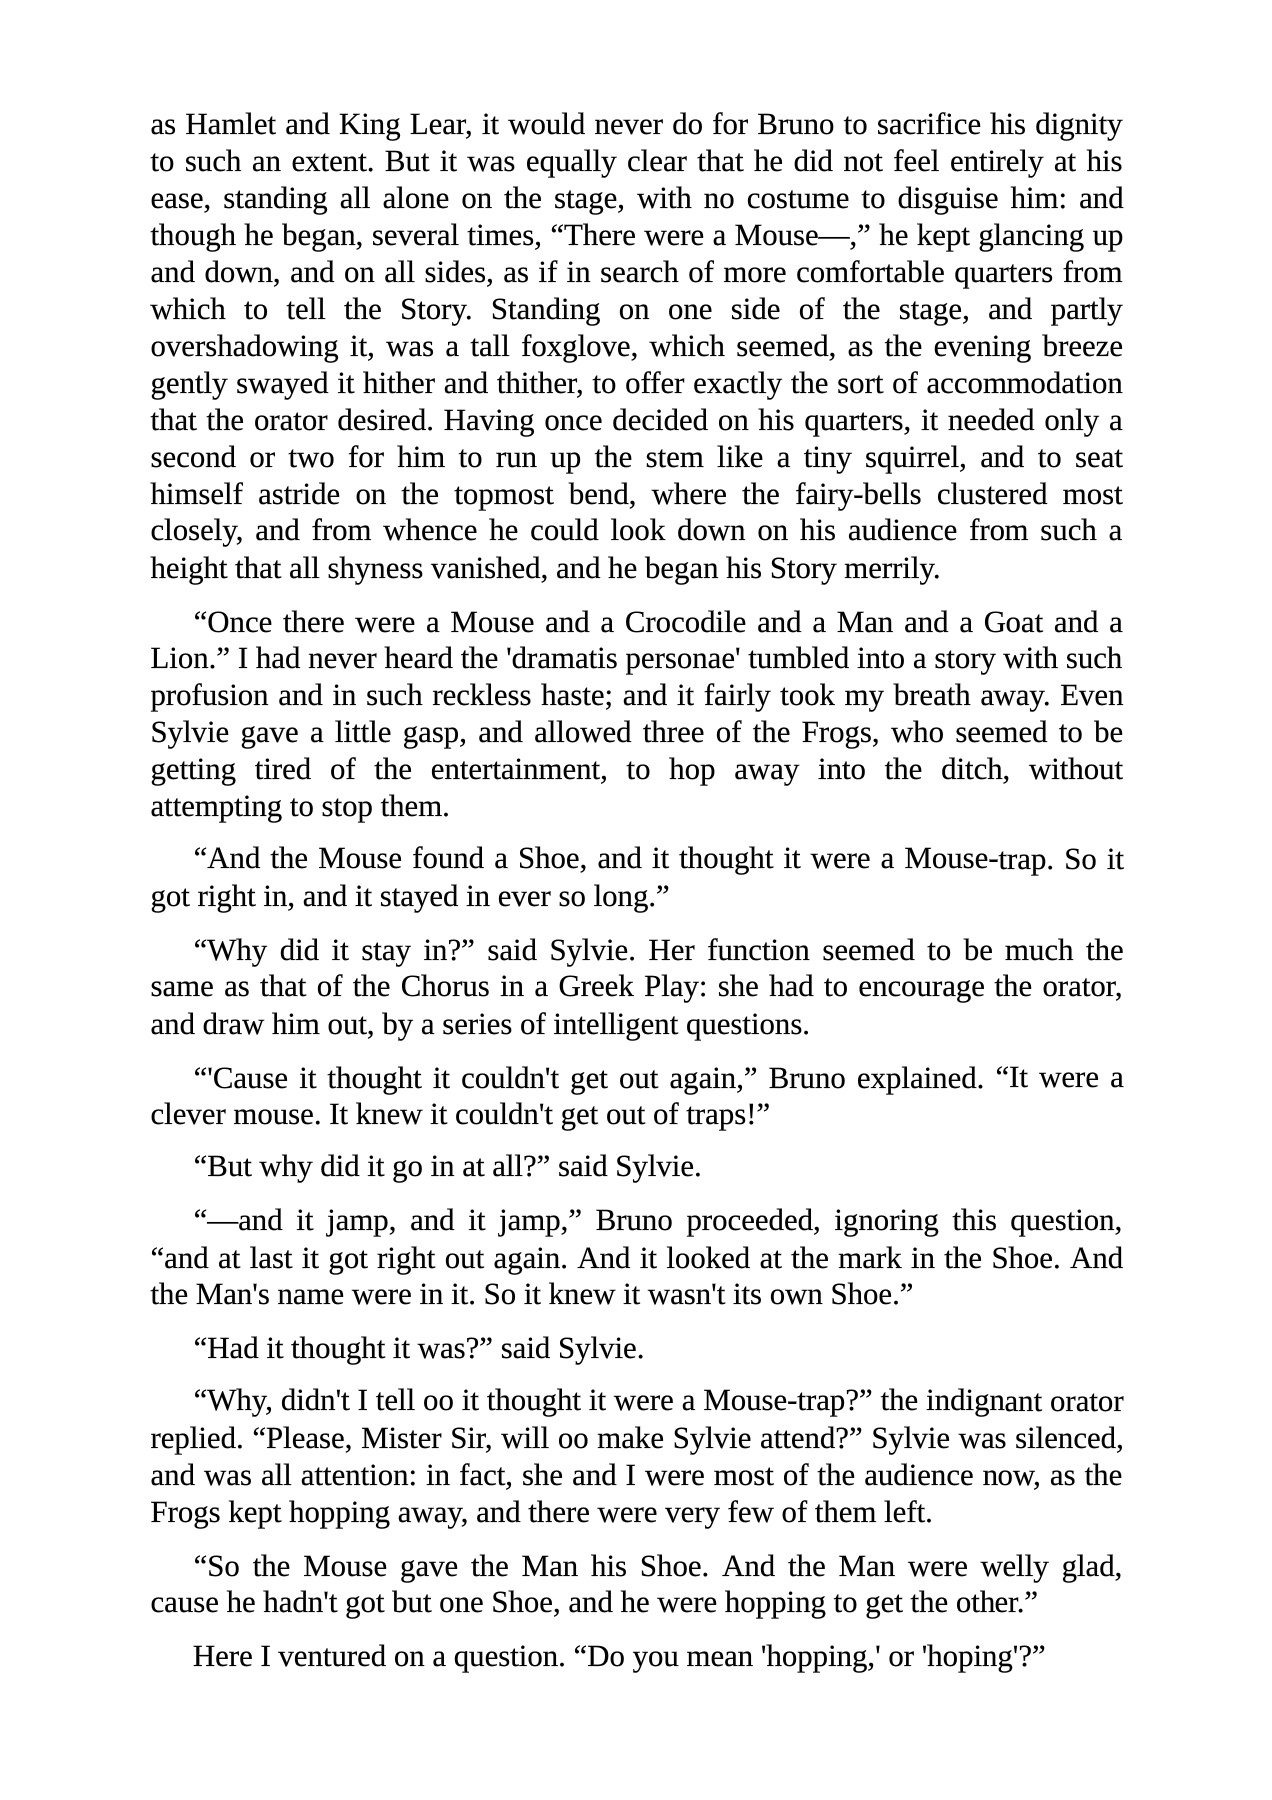 as Hamlet and King Lear, it would never do for Bruno to sacrifice his dignity
to such an extent. But it was equally clear that he did not feel entirely at his
ease, standing all alone on the stage, with no costume to disguise him: and
though he began, several times, “There were a Mouse—,” he kept glancing up
and down, and on all sides, as if in search of more comfortable quarters from
which to tell the Story. Standing on one side of the stage, and partly
overshadowing it, was a tall foxglove, which seemed, as the evening breeze
gently swayed it hither and thither, to offer exactly the sort of accommodation
that the orator desired. Having once decided on his quarters, it needed only a
second or two for him to run up the stem like a tiny squirrel, and to seat
himself astride on the topmost bend, where the fairy-bells clustered most
closely, and from whence he could look down on his audience from such a
height that all shyness vanished, and he began his Story merrily.
“Once there were a Mouse and a Crocodile and a Man and a Goat and a
Lion.” I had never heard the 'dramatis personae' tumbled into a story with such
profusion and in such reckless haste; and it fairly took my breath away. Even
Sylvie gave a little gasp, and allowed three of the Frogs, who seemed to be
getting tired of the entertainment, to hop away into the ditch, without
attempting to stop them.
“And the Mouse found a Shoe, and it thought it were a Mouse-trap. So it
got right in, and it stayed in ever so long.”
“Why did it stay in?” said Sylvie. Her function seemed to be much the
same as that of the Chorus in a Greek Play: she had to encourage the orator,
and draw him out, by a series of intelligent questions.
“'Cause it thought it couldn't get out again,” Bruno explained. “It were a
clever mouse. It knew it couldn't get out of traps!”
“But why did it go in at all?” said Sylvie.
“—and it jamp, and it jamp,” Bruno proceeded, ignoring this question,
“and at last it got right out again. And it looked at the mark in the Shoe. And
the Man's name were in it. So it knew it wasn't its own Shoe.”
“Had it thought it was?” said Sylvie.
“Why, didn't I tell oo it thought it were a Mouse-trap?” the indignant orator
replied. “Please, Mister Sir, will oo make Sylvie attend?” Sylvie was silenced,
and was all attention: in fact, she and I were most of the audience now, as the
Frogs kept hopping away, and there were very few of them left.
“So the Mouse gave the Man his Shoe. And the Man were welly glad,
cause he hadn't got but one Shoe, and he were hopping to get the other.”
Here I ventured on a question. “Do you mean 'hopping,' or 'hoping'?”